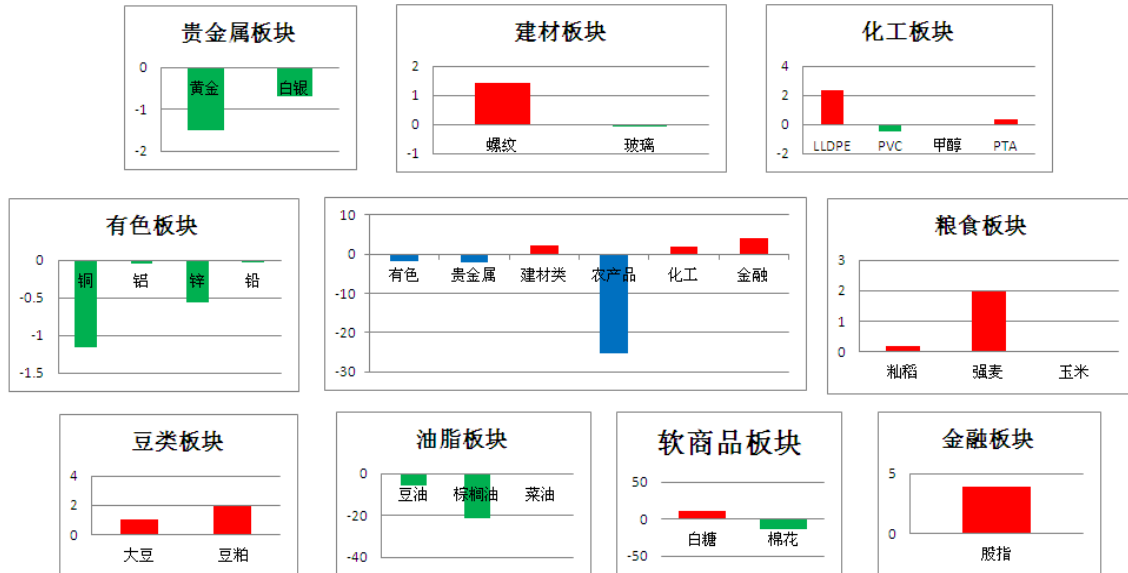 贵金属板块
0
-1
-2
黄金
白银
建材板块
2
1
0
-1
螺纹
玻璃
化工板块
4
2
0
-2
LLDPE
PVC
甲醇
PTA
有色板块
0
-0.5
-1
-1.5
铜
铝
锌
铅
10
0
-10
-20
-30
有色
贵金属
建材类
农产品
化工
金融
粮食板块
3
2
1
0
籼稻
强麦
玉米
豆类板块
4
2
0
大豆
豆粕
油脂板块
0
-20
-40
豆油
棕榈油
菜油
软商品板块
50
0
-50
白糖
棉花
金融板块
5
0
股指